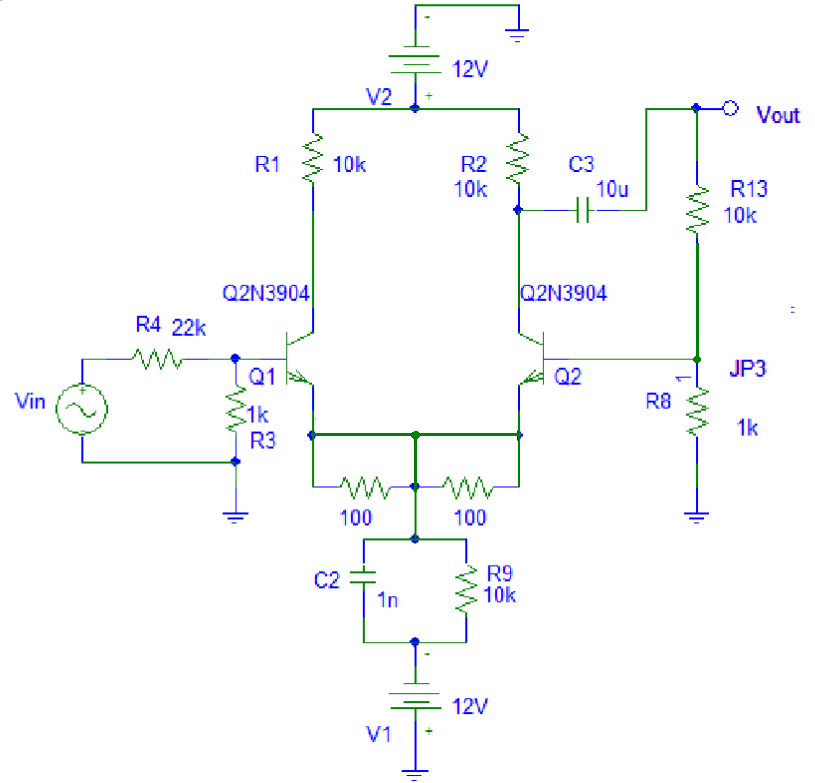 -
12V
V2
+
Vout
R1
10k
R2
10k
C3
10u
R13
10k
Q2N3904
Q2N3904
R4
22k
Q1
Q2
1
JP3
Vin
+
1k
R3
R8
1k
100
100
C2
1n
R9
10k
-
12V
V1
+